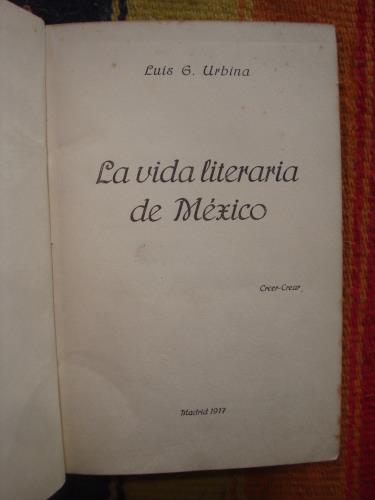 Luis G. Urbina
La vida literaria
de México
Creer-Crear
Madrid 1917